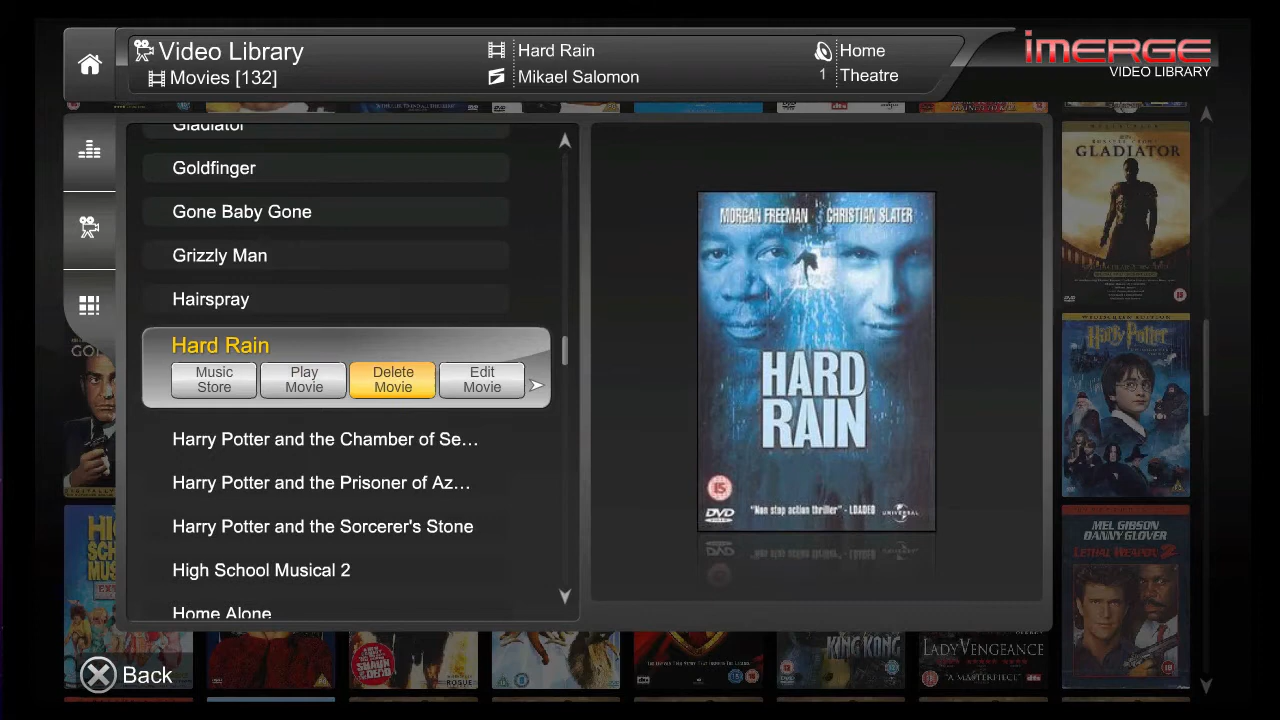 Video Library
Movies [132]
Hard Rain
Mikael Salomon
Home
1 Theatre
imerge
VIDEO LIBRARY
Gladiator
Goldfinger
Gone Baby Gone
Grizzly Man
Hairspray
Hard Rain
Music Store
Play Movie
Delete Movie
Edit Movie
Harry Potter and the Chamber of Se...
Harry Potter and the Prisoner of Az...
Harry Potter and the Sorcerer's Stone
High School Musical 2
Home Alone
MORGAN FREEMAN CHRISTIAN SLATER
HARD
RAIN
15
DVD
"Non stop action thriller" - LOADED
UNIVERSAL
GLADIATOR
Harry Potter
MEL GIBSON
DANNY GLOVER
LETHAL WEAPON 2
KING KONG
LADY VENGEANCE
"A MASTERPIECE"
Back